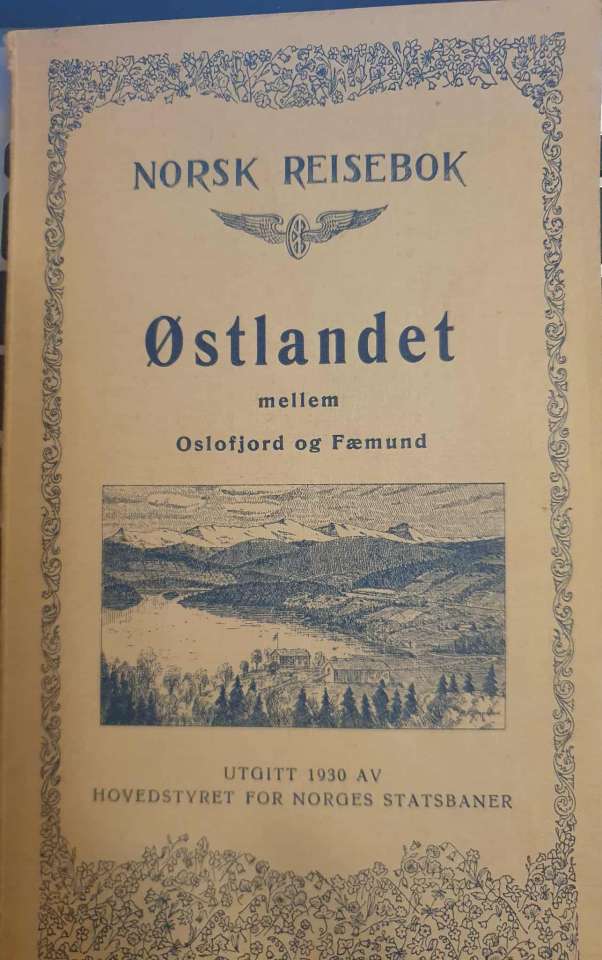 NORSK REISEBOK
Østlandet
mellem
Oslofjord og Fæmund
UTGITT 1930 AV
HOVEDSTYRET FOR NORGES STATSBANER